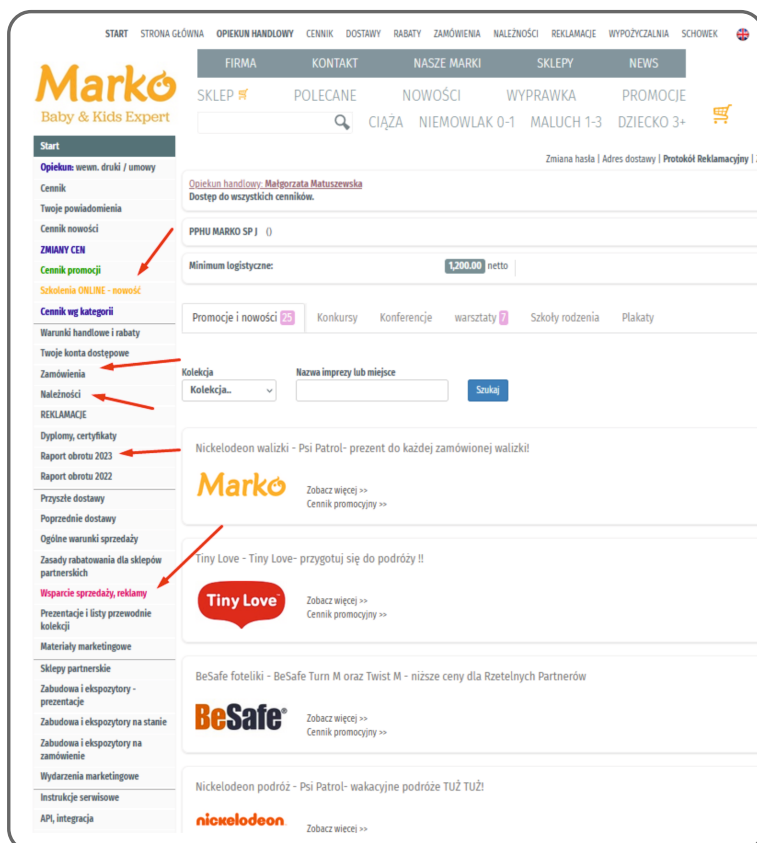 START STRONA GŁÓWNA OPIEKUN HANDLOWY CENNIK DOSTAWY RABATY ZAMÓWIENIA NALEŻNOŚCI REKLAMACJE WYPOŻYCZALNIA SCHOWEK
FIRMA KONTAKT NASZE MARKI SKLEPY NEWS
Marko
Baby & Kids Expert
SKLEP POLECANE NOWOŚCI WYPRAWKA PROMOCJE
CIĄŻA NIEMOWLAK 0-1 MALUCH 1-3 DZIECKO 3+
Start
Opiekun: wewn. druki / umowy
Cennik
Twoje powiadomienia
Cennik nowości
ZMIANY CEN
Cennik promocji
Szkolenia ONLINE - nowość
Cennik wg kategorii
Warunki handlowe i rabaty
Twoje konta dostępowe
Zamówienia
Należności
REKLAMACJE
Dyplomy, certyfikaty
Raport obrotu 2023
Raport obrotu 2022
Przyszłe dostawy
Poprzednie dostawy
Ogólne warunki sprzedaży
Zasady rabatowania dla sklepów
partnerskich
Wsparcie sprzedaży, reklamy
Prezentacje i listy przewodnie
kolekcji
Materiały marketingowe
Sklepy partnerskie
Zabudowa i ekspozytory -
prezentacje
Zabudowa i ekspozytory na stanie
Zabudowa i ekspozytory na
zamówienie
Wydarzenia marketingowe
Instrukcje serwisowe
API, integracja
Zmiana hasła | Adres dostawy | Protokół Reklamacyjny |
Opiekun handlowy: Małgorzata Matuszewska
Dostęp do wszystkich cenników.
PPHU MARKO SP J ()
Minimum logistyczne: 1,200.00 netto
Promocje i nowości 25 Konkursy Konferencje warsztaty 7 Szkoły rodzenia Plakaty
Kolekcja Nazwa imprezy lub miejsce
Kolekcja.. Szukaj
Nickelodeon walizki - Psi Patrol- prezent do każdej zamówionej walizki!
Marko
Zobacz więcej >>
Cennik promocyjny >>
Tiny Love - Tiny Love- przygotuj się do podróży !!
Tiny Love
Zobacz więcej >>
Cennik promocyjny >>
BeSafe foteliki - BeSafe Turn M oraz Twist M - niższe ceny dla Rzetelnych Partnerów
BeSafe®
Zobacz więcej >>
Cennik promocyjny >>
Nickelodeon podróż - Psi Patrol- wakacyjne podróże TUŻ TUŻ!
nickelodeon
Zobacz więcej >>